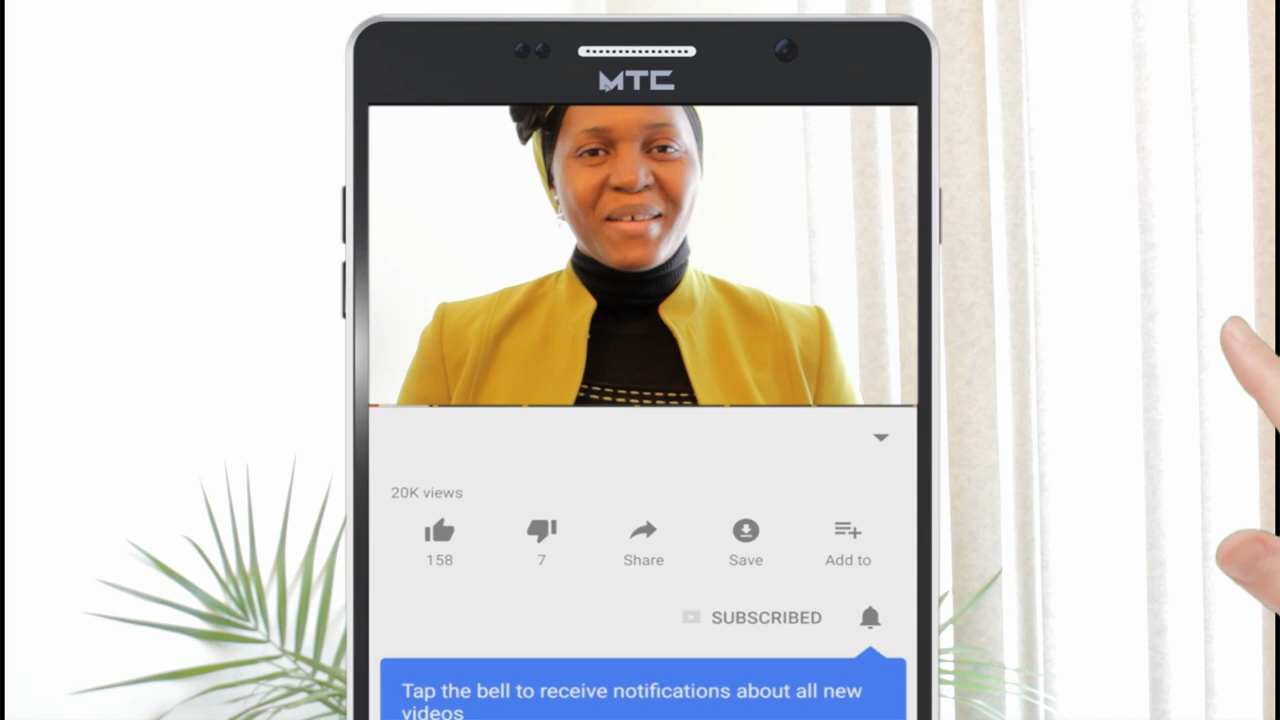 MTC
20K views
158 7 Share Save Add to
SUBSCRIBED
Tap the bell to receive notifications about all new
videos